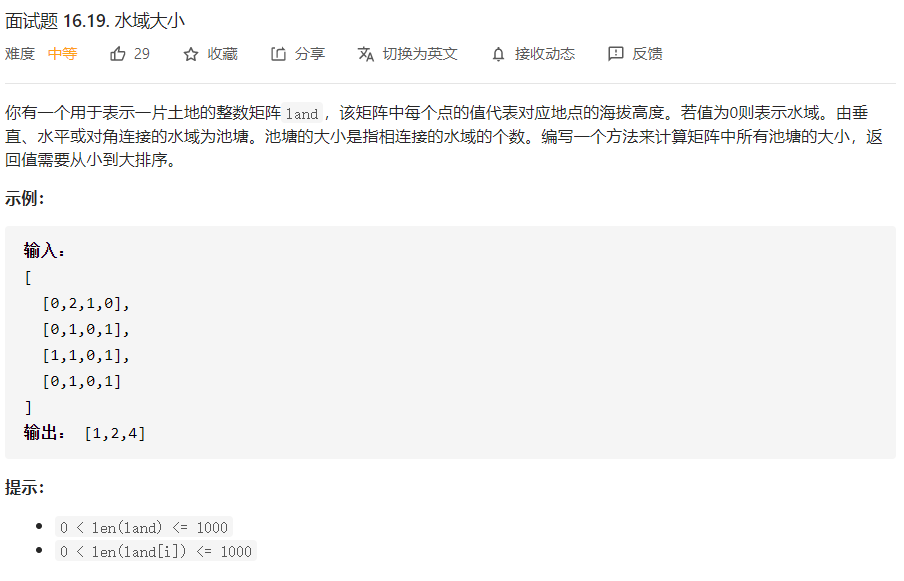 面试题 16.19. 水域大小
难度 中等 29 收藏 分享 切换为英文 接收动态 反馈
你有一个用于表示一片土地的整数矩阵land，该矩阵中每个点的值代表对应地点的海拔高度。若值为0则表示水域。由垂
直、水平或对角连接的水域为池塘。池塘的大小是指相连接的水域的个数。编写一个方法来计算矩阵中所有池塘的大小，返
回值需要从小到大排序。
示例：
输入：
[
[0,2,1,0],
[0,1,0,1],
[1,1,0,1],
[0,1,0,1]
]
输出： [1,2,4]
提示：
• 0 < len(land) <= 1000
• 0 < len(land[i]) <= 1000